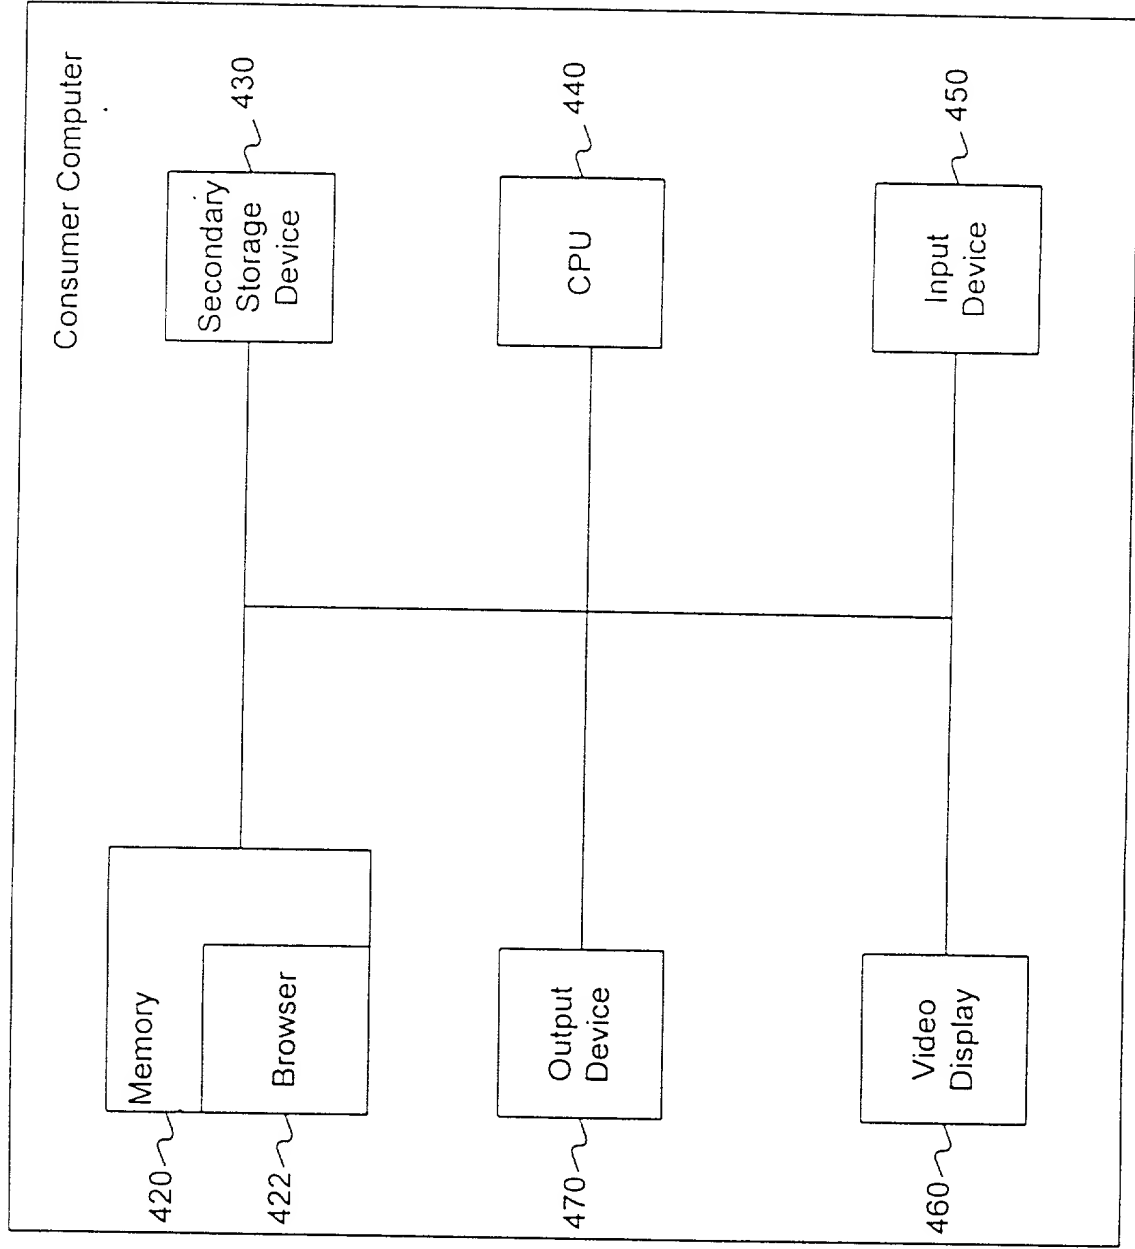 Consumer Computer
Memory
420
Browser
422
Secondary
Storage
Device
430
Output
Device
470
CPU
440
Video
Display
460
Input
Device
450